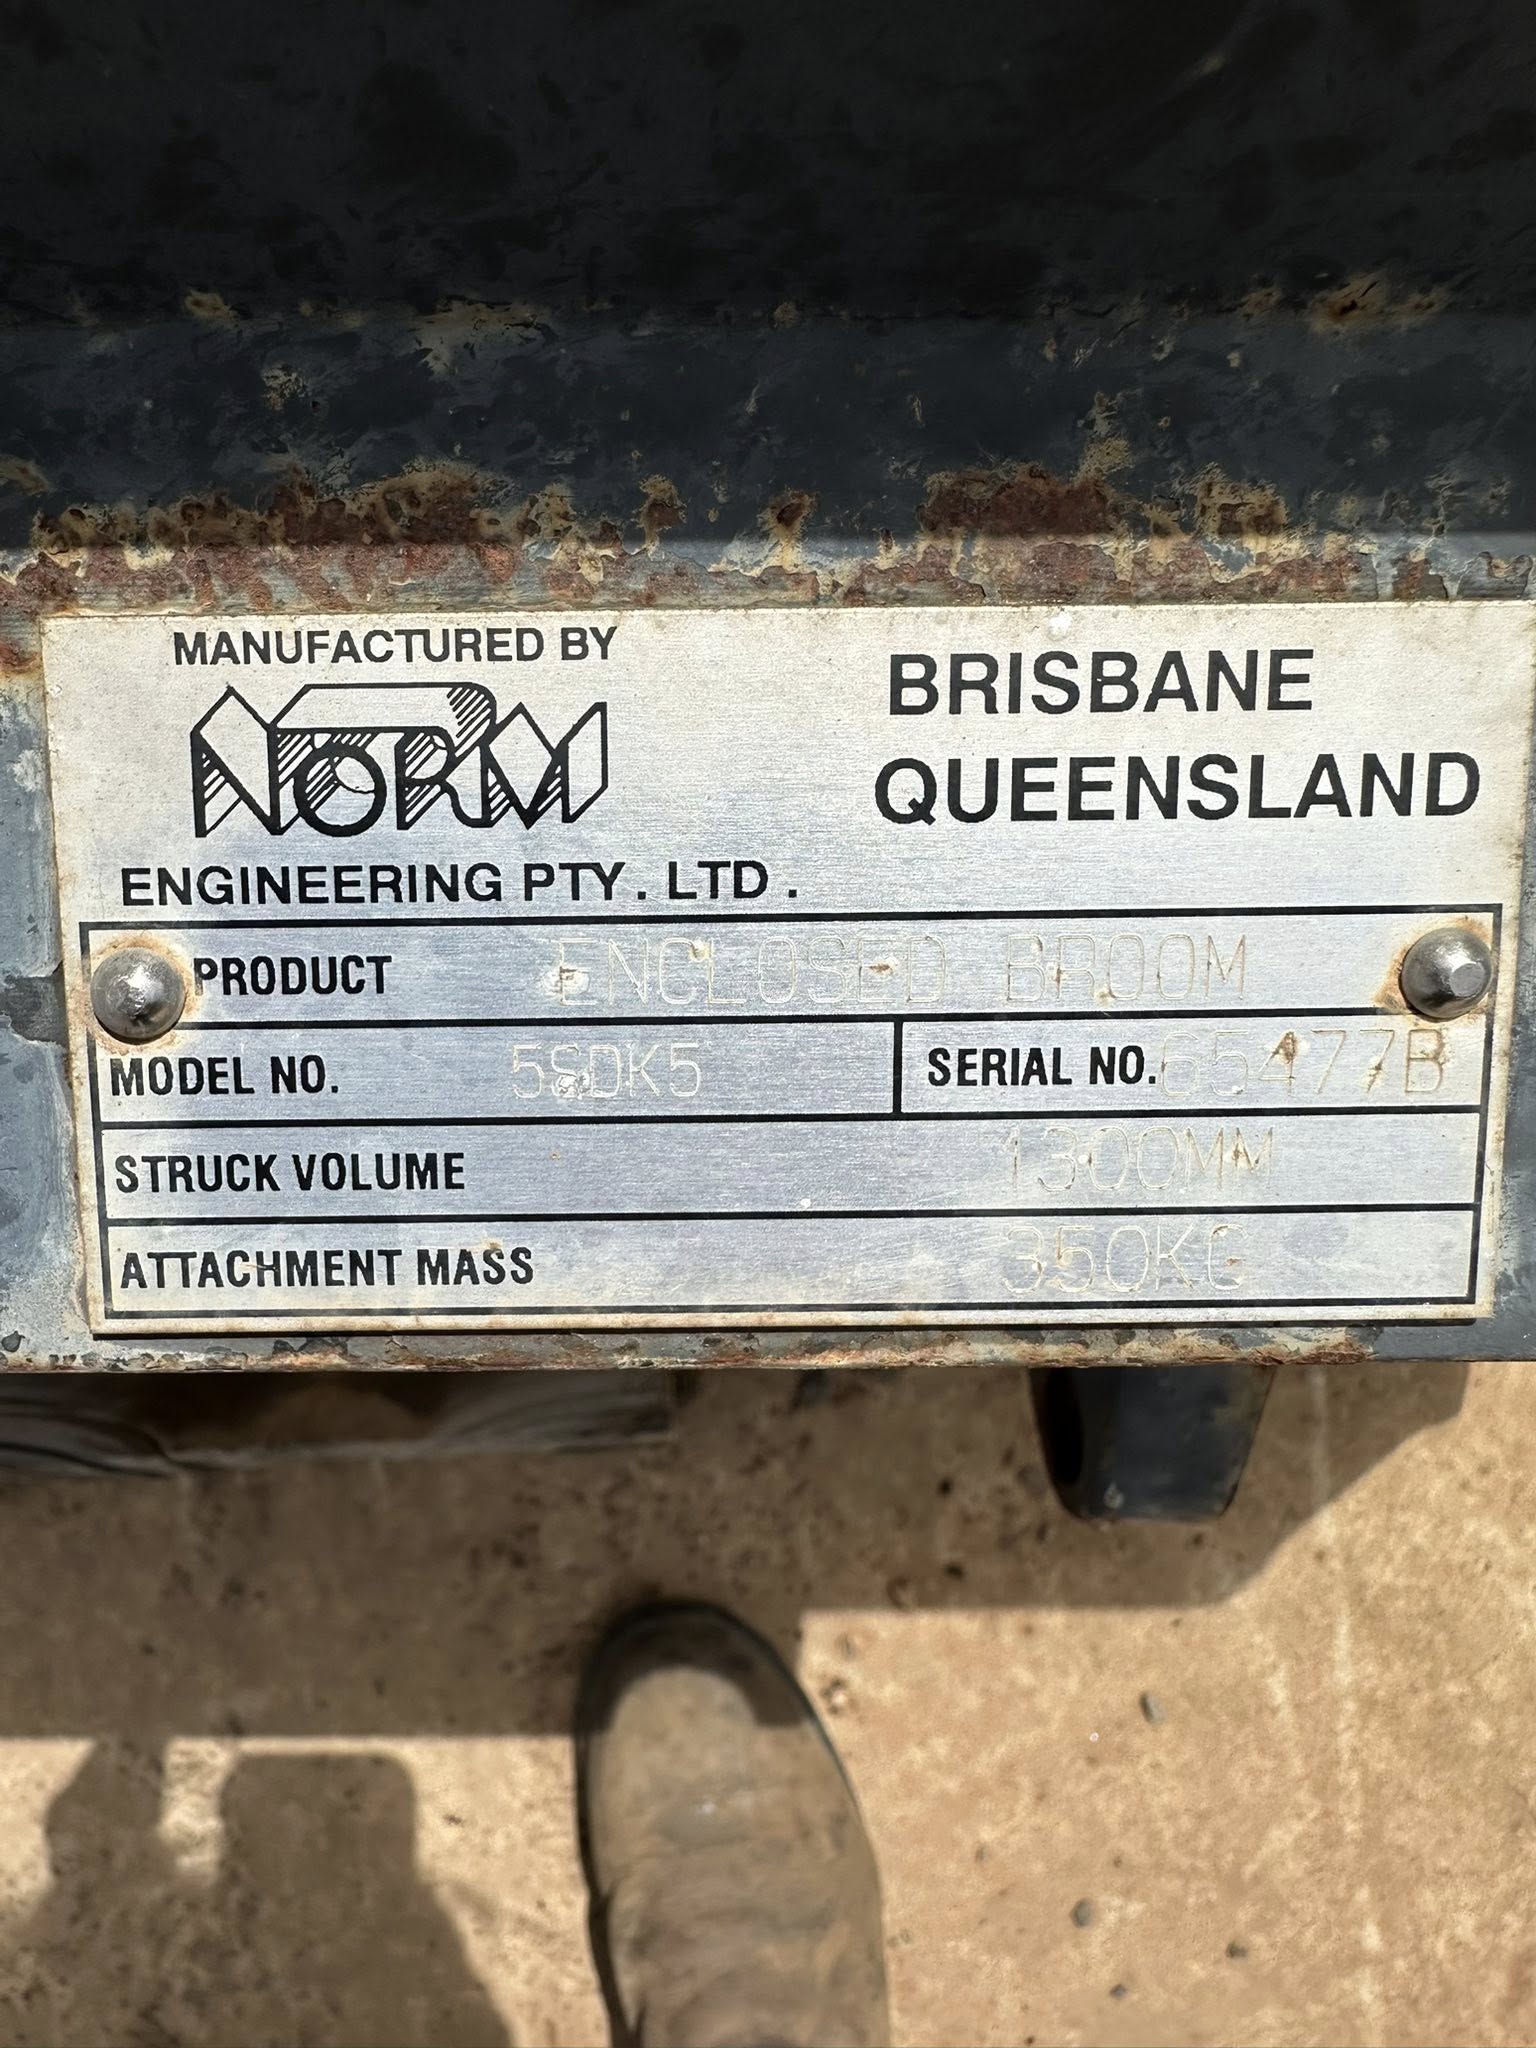 MANUFACTURED BY
NORM
ENGINEERING PTY. LTD.
BRISBANE
QUEENSLAND
PRODUCT ENCLOSED BROOM
MODEL NO. 5SDK5
SERIAL NO. 65477B
STRUCK VOLUME 1300MM
ATTACHMENT MASS 350KG